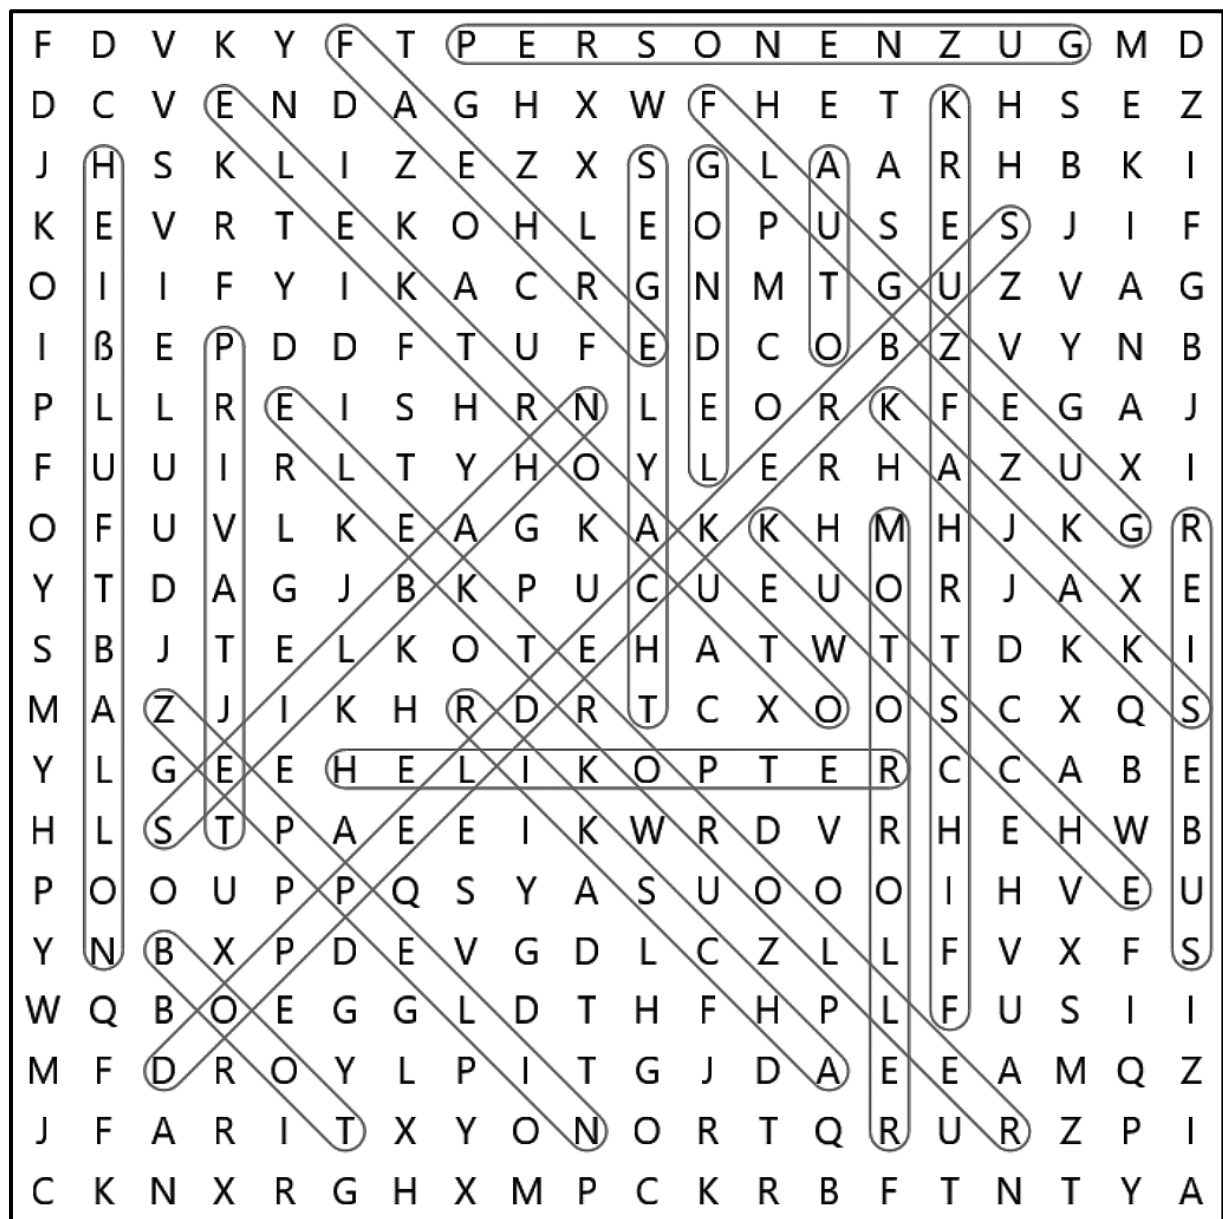 F D V K Y F T P E R S O N E N Z U G M D
D C V E N D A G H X W F H E T K H S E Z
J H S K L I Z E Z X S G L A A R H B K I
K E V R T E K O H L E O P U S E S J I F
O I I F Y I K A C R G N M T G U Z V A G
I ß E P D D F T U F E D C O B Z V Y N B
P L L R E I S H R N L E O R K F E G A J
F U U I R L T Y H O Y L E R H A Z U X I
O F U V L K E A G K A K K H M H J K G R
Y T D A G J B K P U C U E U O R J A X E
S B J T E L K O T E H A T W T T D K K I
M A Z J I K H R D R T C X O O S C X Q S
Y L G E E H E L I K O P T E R C C A B E
H L S T P A E E I K W R D V R H E H W B
P O O U P P Q S Y A S U O O O I H V E U
Y N B X P D E V G D L C Z L L F V X F S
W Q B O E G G L D T H F H P L F U S I I
M F D R O Y L P I T G J D A E E A M Q Z
J F A R I T X Y O N O R T Q R U R Z P I
C K N X R G H X M P C K R B F T N T Y A